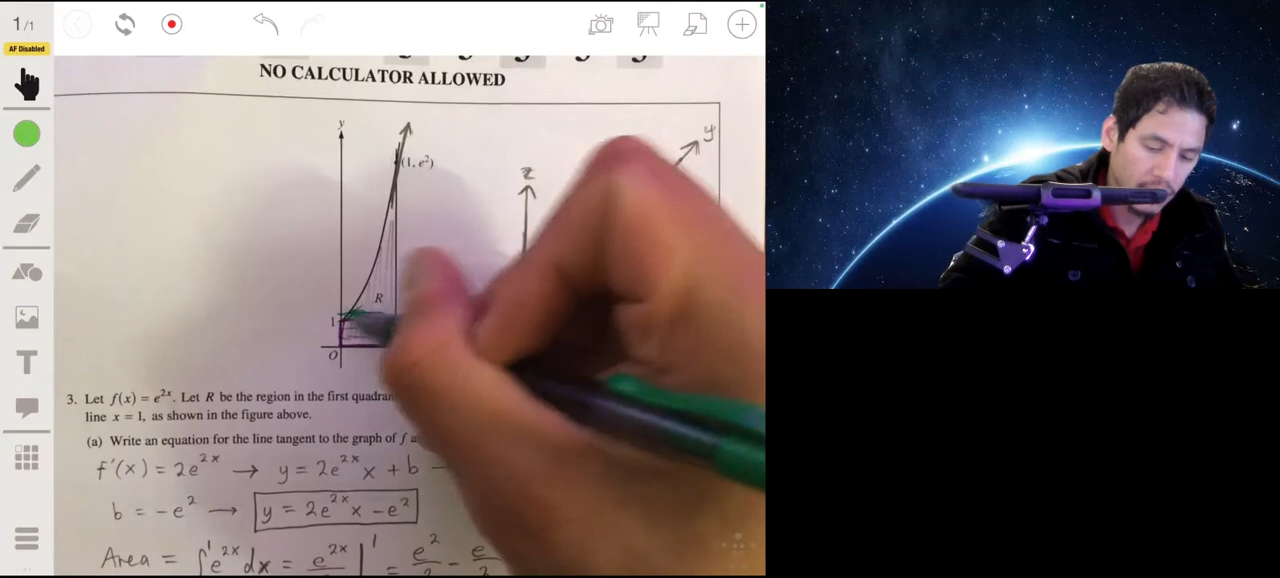 1/1
AF Disabled
NO CALCULATOR ALLOWED
y
(1, e²)
z
y
R
1
O
3. Let f(x) = e^{2x}. Let R be the region in the first
line x = 1, as shown in the figure above.
(a) Write an equation for the line tangent to the graph of f
f'(x) = 2e^{2x} → y = 2e^{2x} x + b
b = -e² → y = 2e^{2x} x - e²
Area = ∫¹ e^{2x} dx = e^{2x} |¹ = e² - e
T